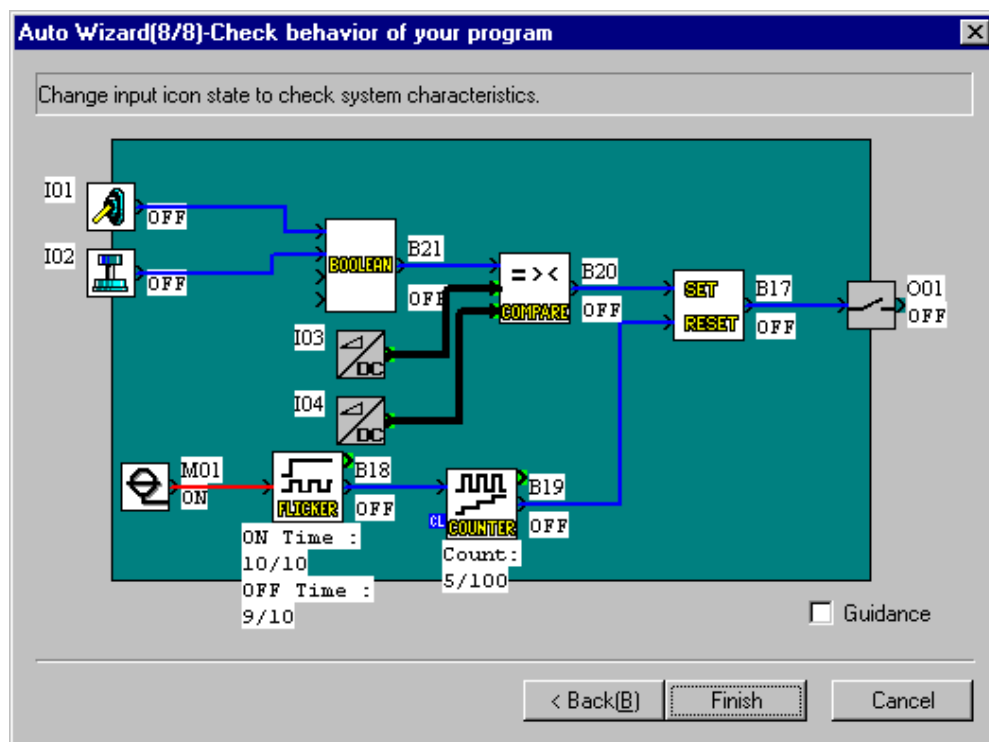 Auto Wizard(8/8)-Check behavior of your program
Change input icon state to check system characteristics.
I01
OFF
I02
OFF
BOOLEAN
B21
OFF
=><
COMPARE
B20
OFF
SET
RESET
B17
OFF
O01
OFF
I03
DC
I04
DC
M01
ON
FLICKER
B18
OFF
ON Time :
10/10
OFF Time :
9/10
CL
COUNTER
B19
OFF
Count:
5/100
Guidance
< Back(B)
Finish
Cancel